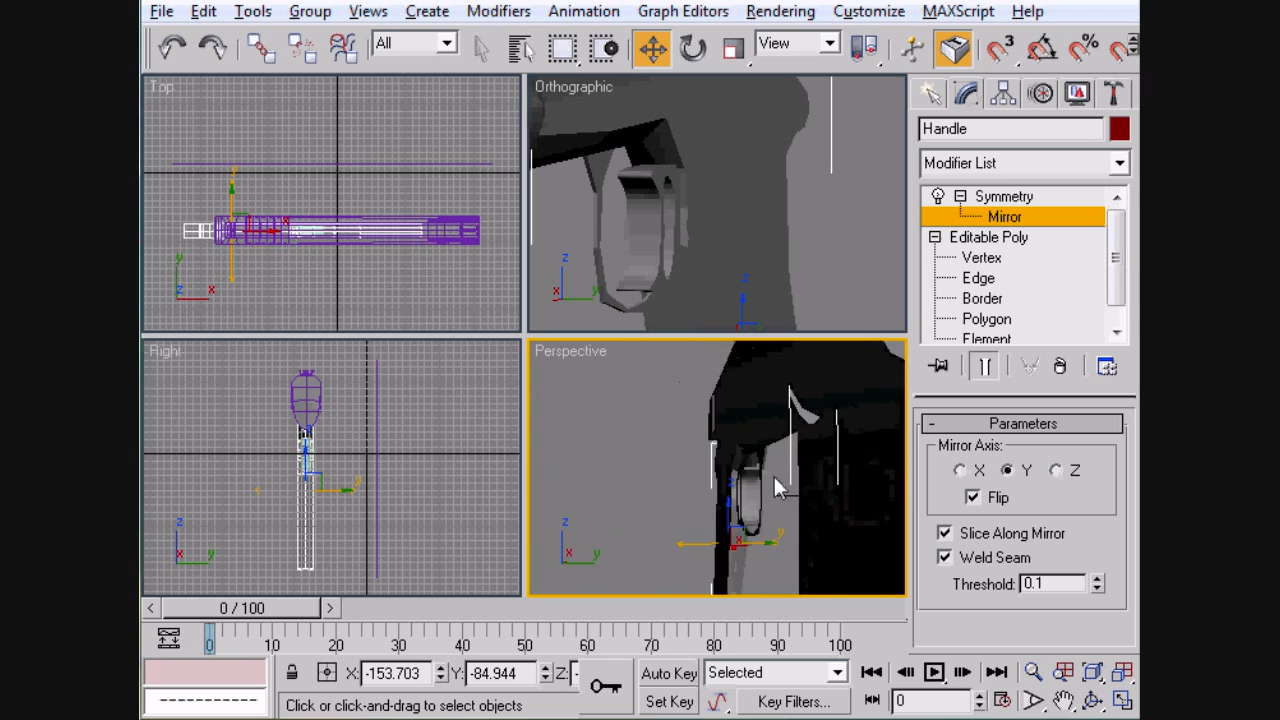 File Edit Tools Group Views Create Modifiers Animation Graph Editors Rendering Customize MAXScript Help
All View 3 %
Top
Orthographic
Right
Perspective
Handle
Modifier List
Symmetry
Mirror
Editable Poly
Vertex
Edge
Border
Polygon
Element
- Parameters
Mirror Axis:
X Y Z
Flip
Slice Along Mirror
Weld Seam
Threshold: 0.1
< 0 / 100 >
0 10 20 30 40 50 60 70 80 90 100
X: -153.703 Y: -84.944 Z: -
Auto Key Selected
Set Key Key Filters... 0
Click or click-and-drag to select objects